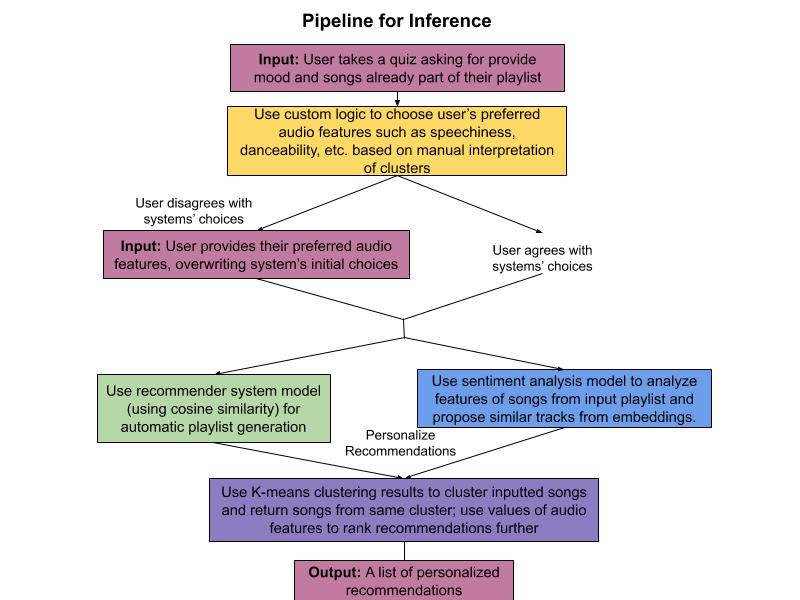 Pipeline for Inference
Input: User takes a quiz asking for provide
mood and songs already part of their playlist
Use custom logic to choose user's preferred
audio features such as speechiness,
danceability, etc. based on manual interpretation
of clusters
User disagrees with
systems' choices
Input: User provides their preferred audio
features, overwriting system's initial choices
User agrees with
systems' choices
Use recommender system model
(using cosine similarity) for
automatic playlist generation
Use sentiment analysis model to analyze
features of songs from input playlist and
propose similar tracks from embeddings.
Personalize
Recommendations
Use K-means clustering results to cluster inputted songs
and return songs from same cluster; use values of audio
features to rank recommendations further
Output: A list of personalized
recommendations